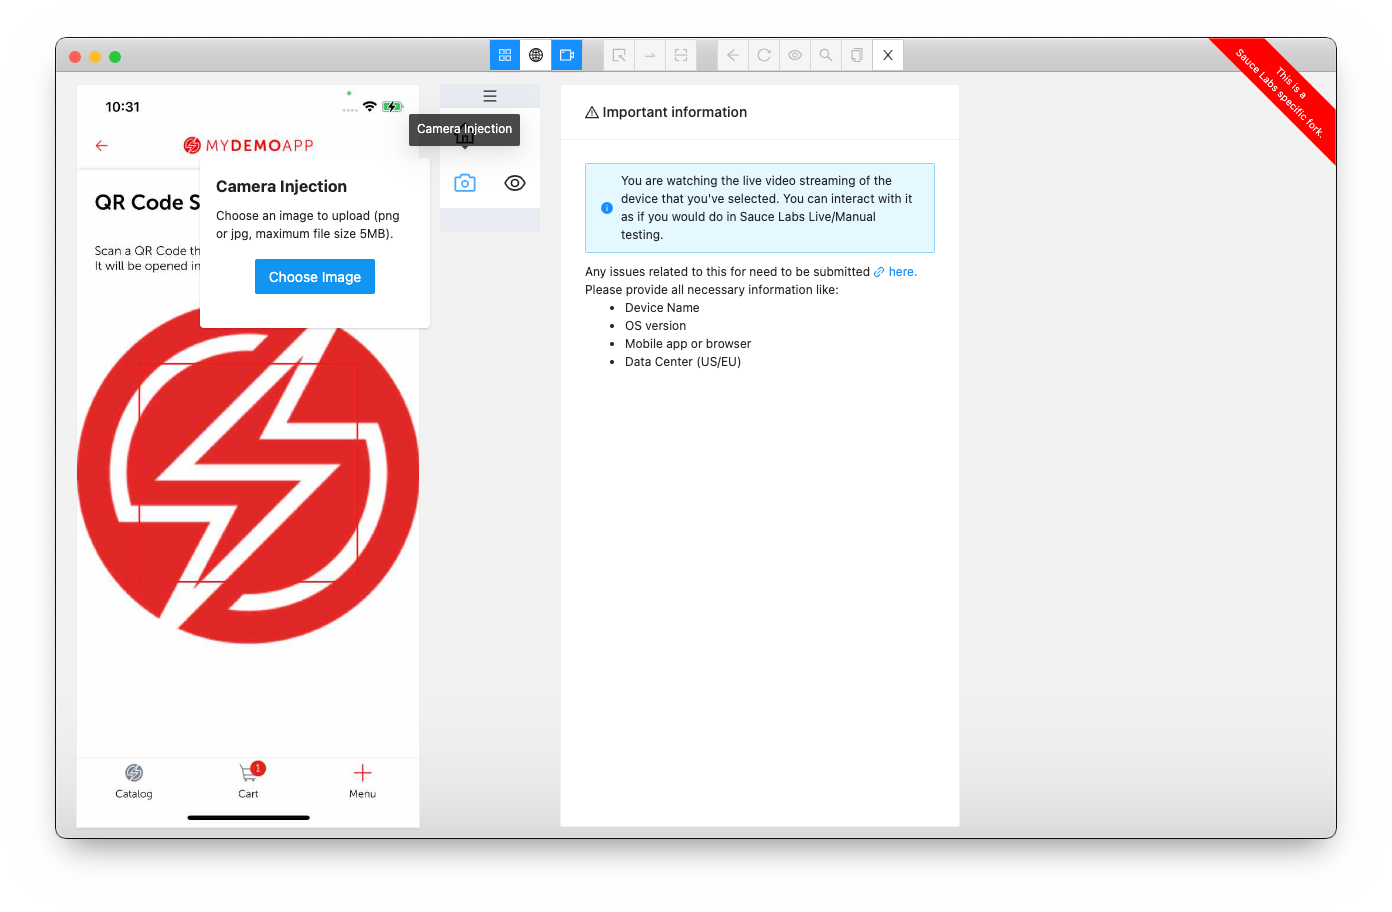 This is a
Sauce Labs specific fork.
X
10:31
MYDEMOAPP
Camera Injection
QR Code S
Scan a QR Code th
It will be opened in
Camera Injection
Choose an image to upload (png
or jpg, maximum file size 5MB).
Choose Image
1
Catalog
Cart
Menu
Important information
You are watching the live video streaming of the
device that you've selected. You can interact with it
as if you would do in Sauce Labs Live/Manual
testing.
Any issues related to this for need to be submitted here.
Please provide all necessary information like:
• Device Name
• OS version
• Mobile app or browser
• Data Center (US/EU)